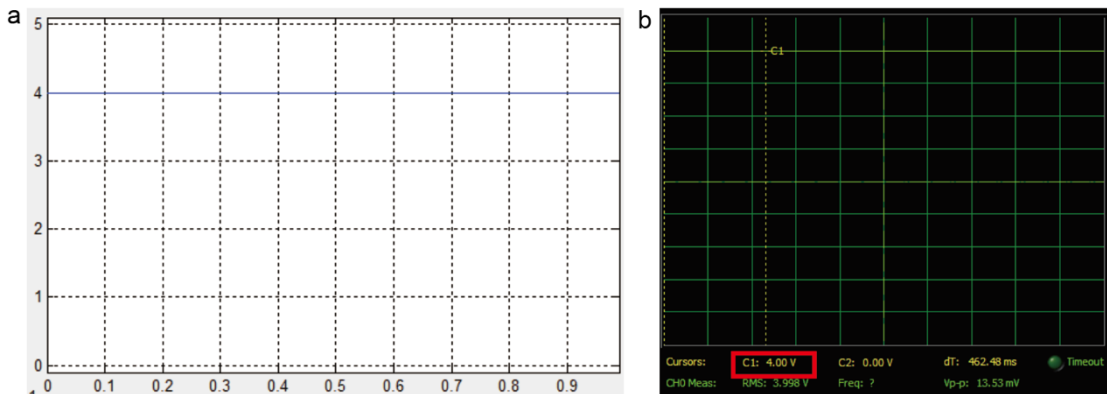 a
5
4
3
2
1
0
0 0.1 0.2 0.3 0.4 0.5 0.6 0.7 0.8 0.9
b
C1
Cursors: C1: 4.00 V C2: 0.00 V dT: 462.48 ms Timeout
CH0 Meas: RMS: 3.998 V Freq: ? Vp-p: 13.53 mV